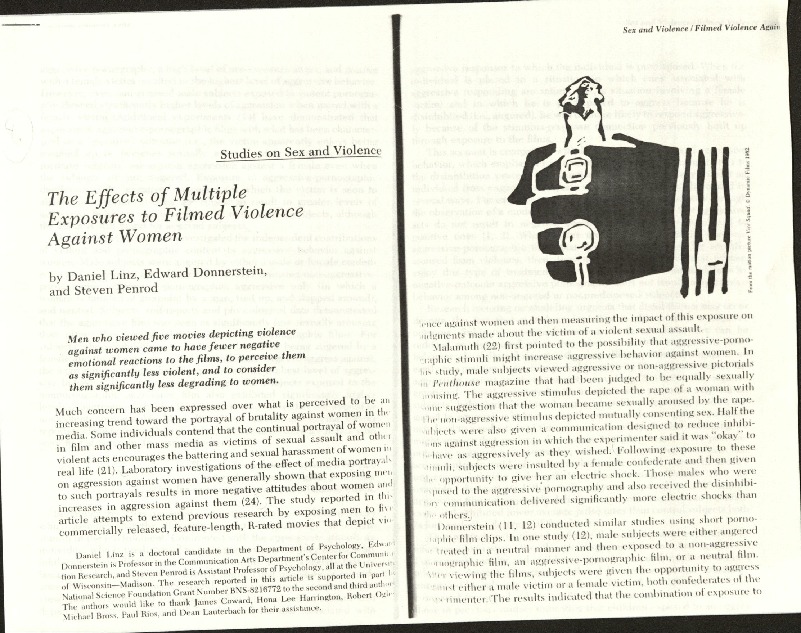 Studies on Sex and Violence
The Effects of Multiple
Exposures to Filmed Violence
Against Women
by Daniel Linz, Edward Donnerstein,
and Steven Penrod
Men who viewed five movies depicting violence
against women came to have fewer negative
emotional reactions to the films, to perceive them
as significantly less violent, and to consider
them significantly less degrading to women.
Much concern has been expressed over what is perceived to be an
increasing trend toward the portrayal of brutality against women in the
media. Some individuals contend that the continual portrayal of women
in film and other mass media as victims of sexual assault and other
violent acts encourages the battering and sexual harassment of women in
real life (21). Laboratory investigations of the effect of media portrayals
on aggression against women have generally shown that exposing men
to such portrayals results in more negative attitudes about women and
increases in aggression against them (24). The study reported in this
article attempts to extend previous research by exposing men to five
commercially released, feature-length, R-rated movies that depict vio
Daniel Linz is a doctoral candidate in the Department of Psychology, Edwar
Donnerstein is Professor in the Communication Arts Department's Center for Communica
tion Research, and Steven Penrod is Assistant Professor of Psychology, all at the Universit
of Wisconsin—Madison. The research reported in this article is supported in part
National Science Foundation Grant Number BNS-8216772 to the second and third author
The authors would like to thank James Coward, Hona Lee Harrington, Robert
Michael Bross, Paul Rios, and Dean Lauterbach for their assistance.
Sex and Violence / Filmed Violence Again
From the motion picture Vice Squad © Films 1982
ence against women and then measuring the impact of this exposure on
judgments made about the victim of a violent sexual assault.
Malamuth (22) first pointed to the possibility that aggressive-porno-
graphic stimuli might increase aggressive behavior against women. In
his study, male subjects viewed aggressive or non-aggressive pictorials
in Penthouse magazine that had been judged to be equally sexually
arousing. The aggressive stimulus depicted the rape of a woman with
some suggestion that the woman became sexually aroused by the rape.
The non-aggressive stimulus depicted mutually consenting sex. Half the
subjects were also given a communication designed to reduce inhibi-
ons against aggression in which the experimenter said it was "okay" to
behave as aggressively as they wished. Following exposure to these
stimuli, subjects were insulted by a female confederate and then given
the opportunity to give her an electric shock. Those males who were
exposed to the aggressive pornography and also received the disinhibi-
communication delivered significantly more electric shocks than
the others.
Donnerstein (11, 12) conducted similar studies using short porno-
graphic film clips. In one study (12), male subjects were either angered
treated in a neutral manner and then exposed to a non-aggressive
ornographic film, an aggressive-pornographic film, or a neutral film.
After viewing the films, subjects were given the opportunity to aggress
against either a male victim or a female victim, both confederates of the
erimenter. The results indicated that the combination of exposure to